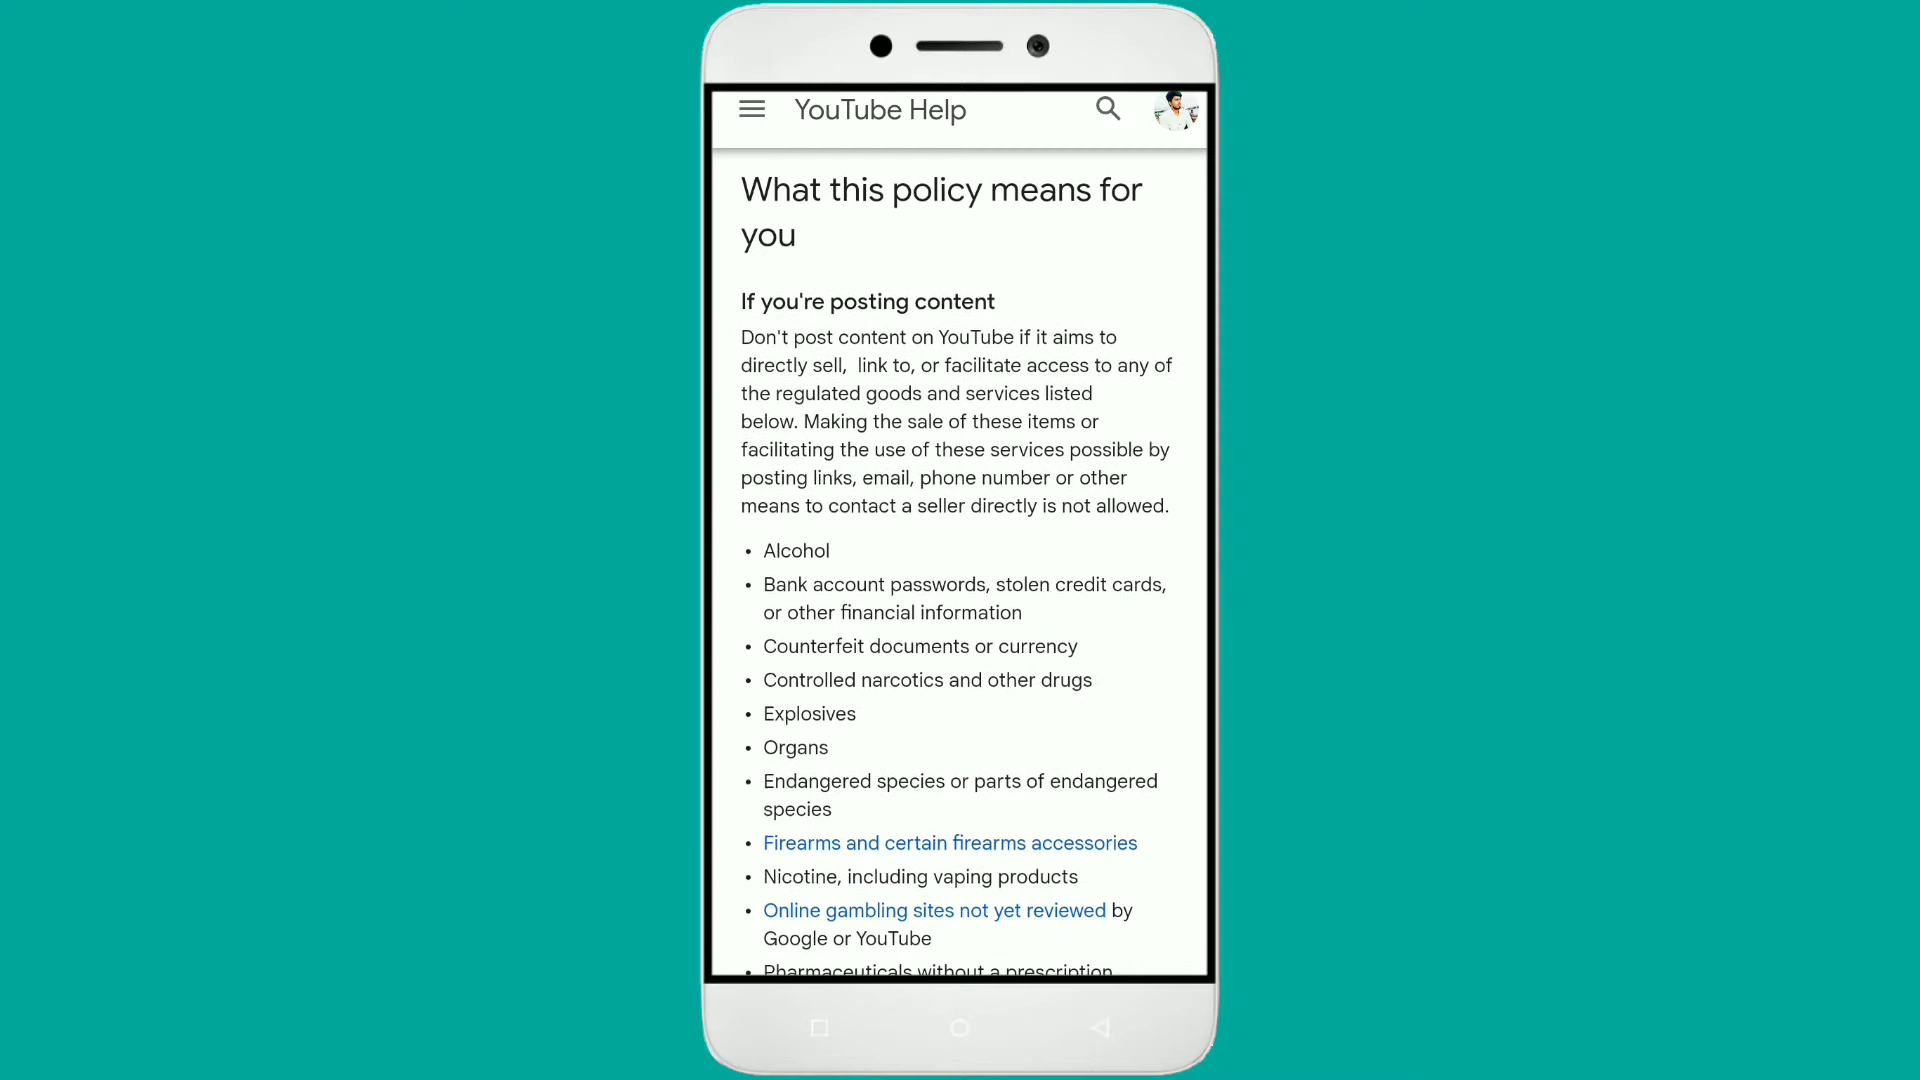 YouTube Help
What this policy means for
you
If you're posting content
Don't post content on YouTube if it aims to
directly sell,  link to, or facilitate access to any of
the regulated goods and services listed
below. Making the sale of these items or
facilitating the use of these services possible by
posting links, email, phone number or other
means to contact a seller directly is not allowed.
• Alcohol
• Bank account passwords, stolen credit cards,
or other financial information
• Counterfeit documents or currency
• Controlled narcotics and other drugs
• Explosives
• Organs
• Endangered species or parts of endangered
species
• Firearms and certain firearms accessories
• Nicotine, including vaping products
• Online gambling sites not yet reviewed by
Google or YouTube
• Pharmaceuticals without a prescription